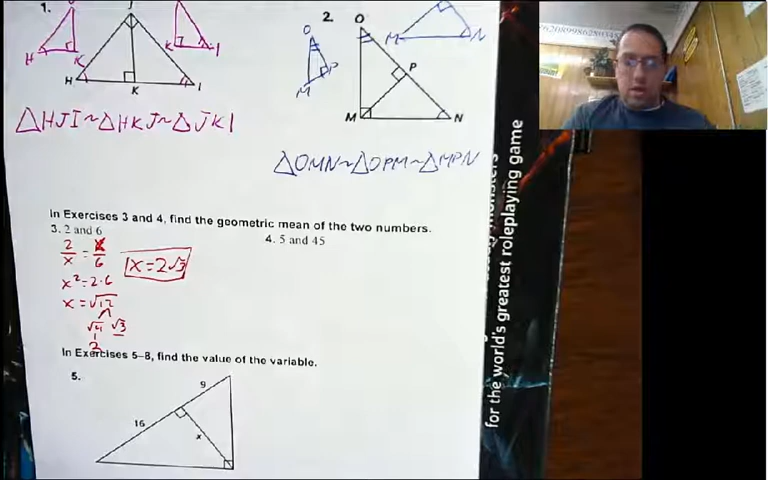 1.
J
H
K
K
I
H
K
I
△HJI~△HKJ~△JKI
2.
O
O
P
M
M
N
P
M
N
△OMN~△OPM~△MPN
In Exercises 3 and 4, find the geometric mean of the two numbers.
3. 2 and 6
2/x = x/6
x² = 2·6
x = √12
√4 √3
2
x = 2√3
4. 5 and 45
In Exercises 5–8, find the value of the variable.
5.
9
16
x
for the world's greatest roleplaying game